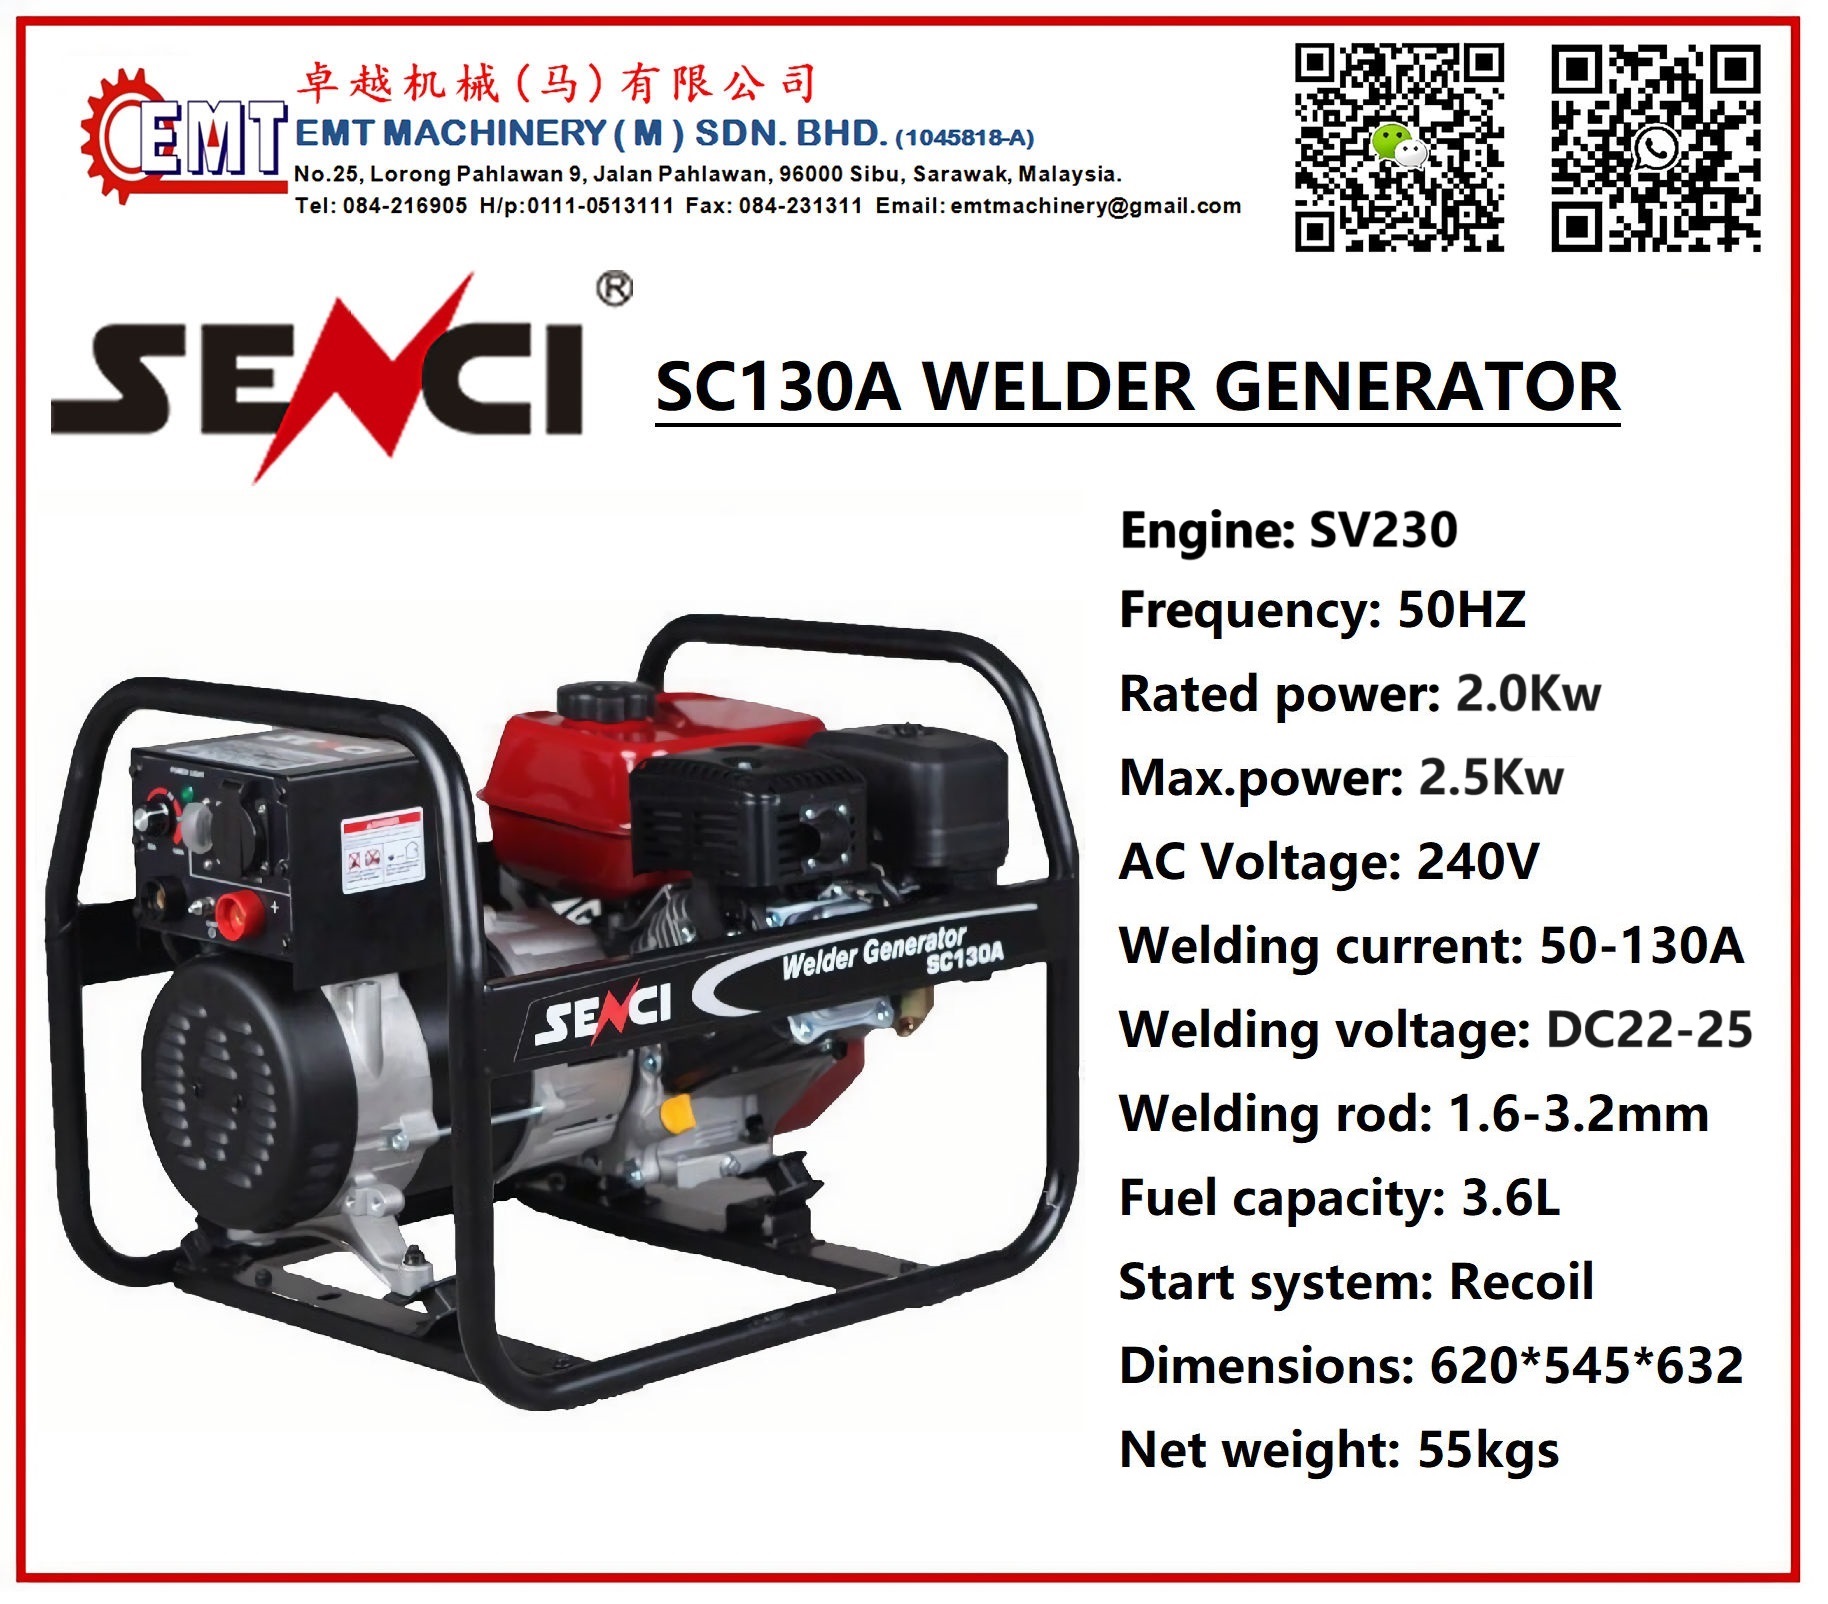 卓越机械(马)有限公司
EMT
EMT MACHINERY ( M ) SDN. BHD. (1045818-A)
No.25, Lorong Pahlawan 9, Jalan Pahlawan, 96000 Sibu, Sarawak, Malaysia.
Tel: 084-216905 H/p:0111-0513111 Fax: 084-231311 Email: emtmachinery@gmail.com
SENCI ®
SC130A WELDER GENERATOR
Engine: SV230
Frequency: 50HZ
Rated power: 2.0Kw
Max.power: 2.5Kw
AC Voltage: 240V
Welding current: 50-130A
Welding voltage: DC22-25
Welding rod: 1.6-3.2mm
Fuel capacity: 3.6L
Start system: Recoil
Dimensions: 620*545*632
Net weight: 55kgs
+
Welder Generator
SC130A
SENCI